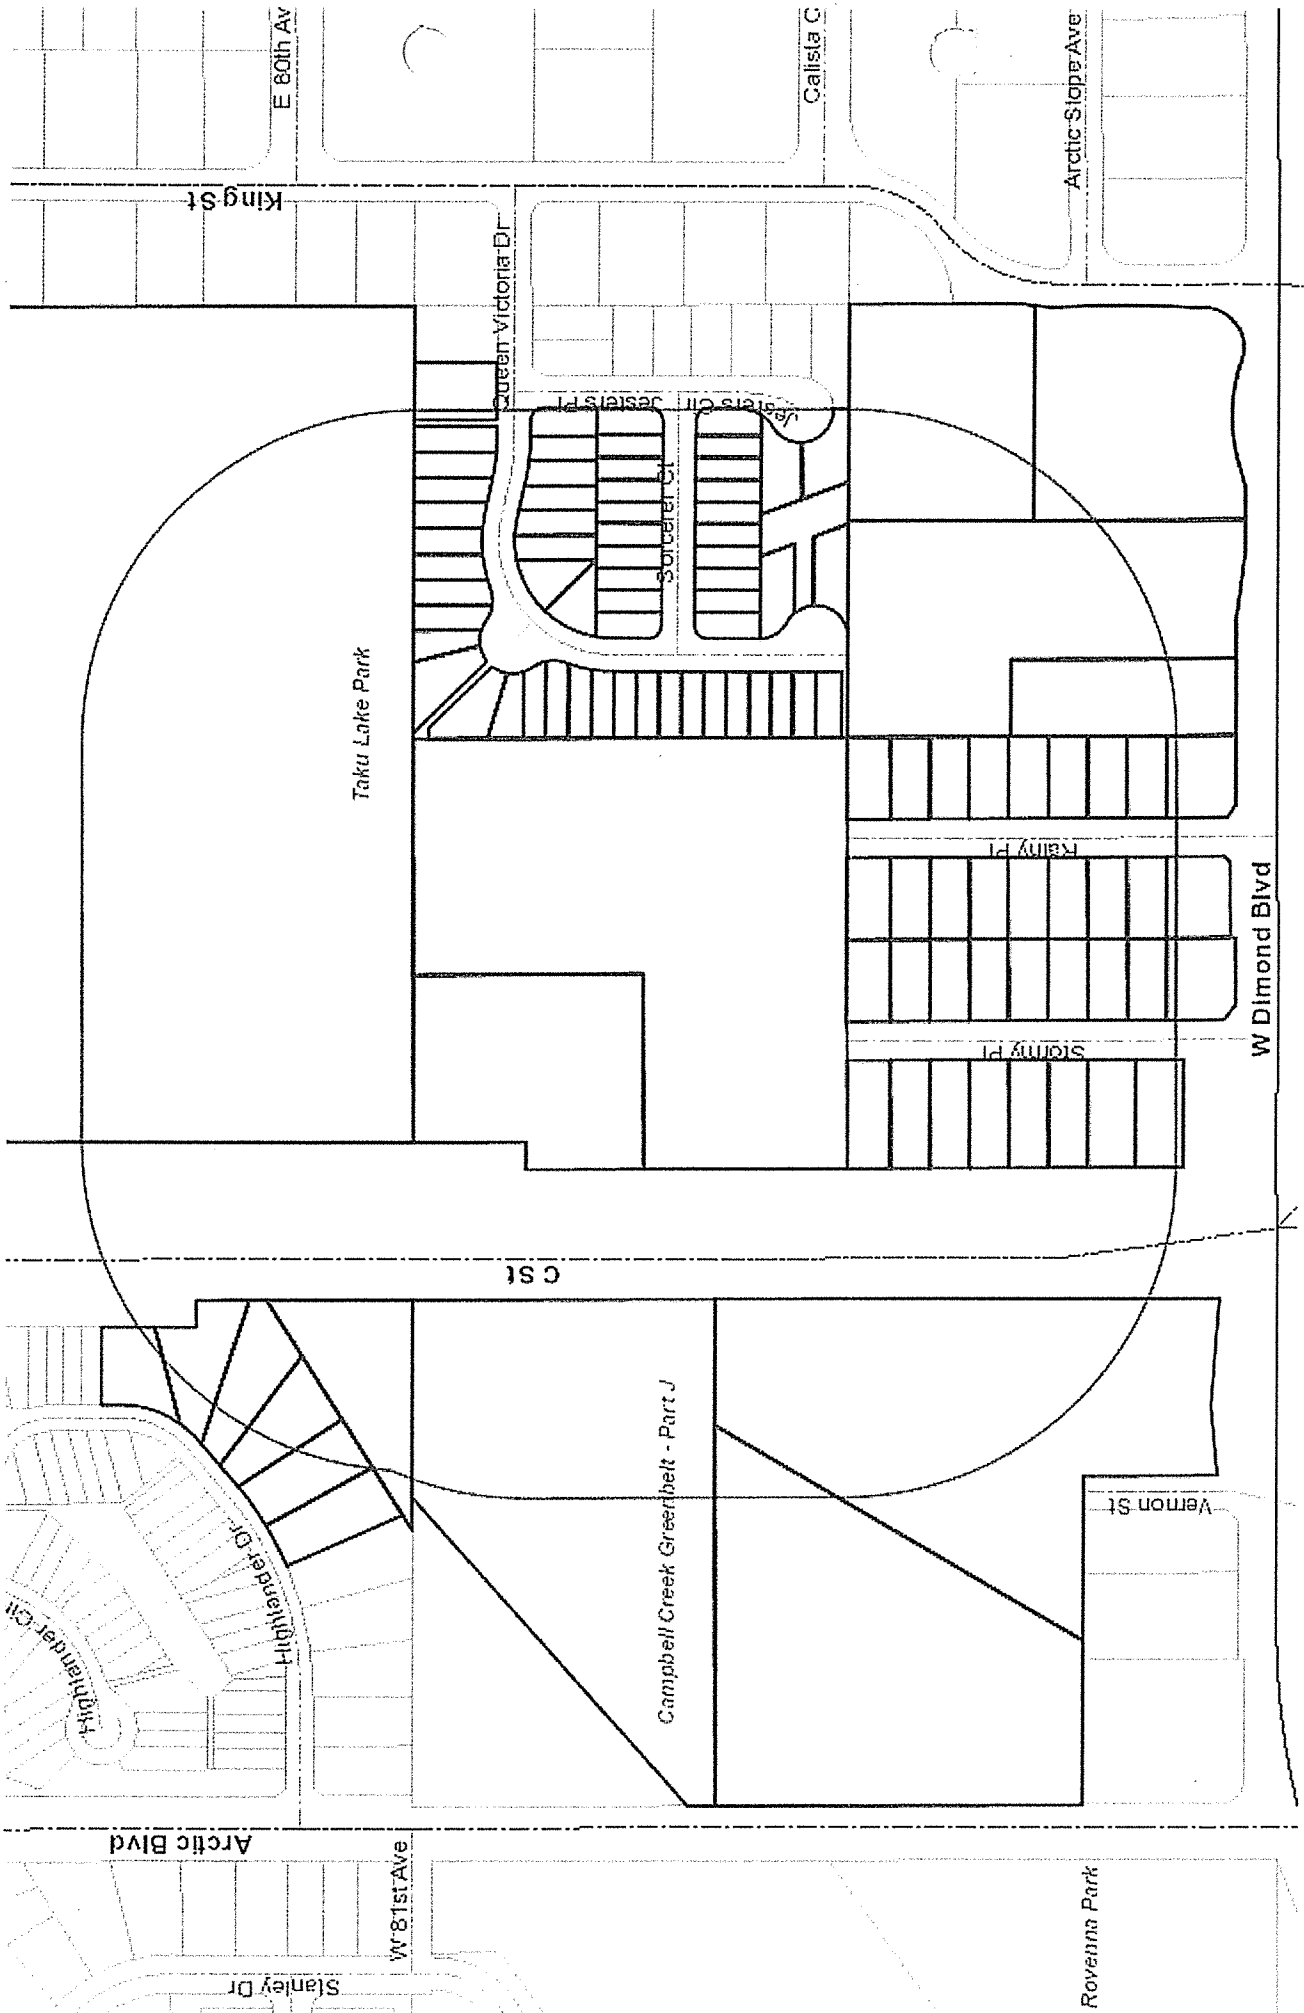 E 80th Av
Calista C
Arctic Slope Ave
King St
Queen Victoria Dr
Jesters Pl
Jesters Cir
Sorcerer Ct
Taku Lake Park
Rainy Pl
W Dimond Blvd
Stormy Pl
C St
Campbell Creek Greenbelt - Part J
Vernon St
Highlander Dr
Highlander Cir
Arctic Blvd
W 81st Ave
Rovenna Park
Stanley Dr